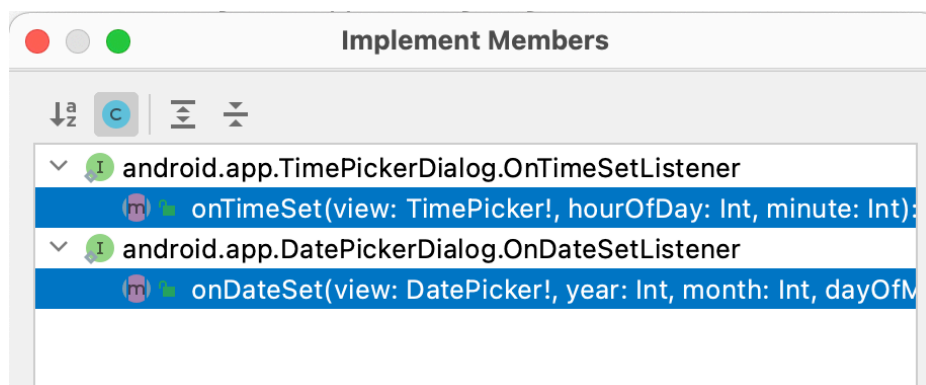 Implement Members
android.app.TimePickerDialog.OnTimeSetListener
onTimeSet(view: TimePicker!, hourOfDay: Int, minute: Int):
android.app.DatePickerDialog.OnDateSetListener
onDateSet(view: DatePicker!, year: Int, month: Int,